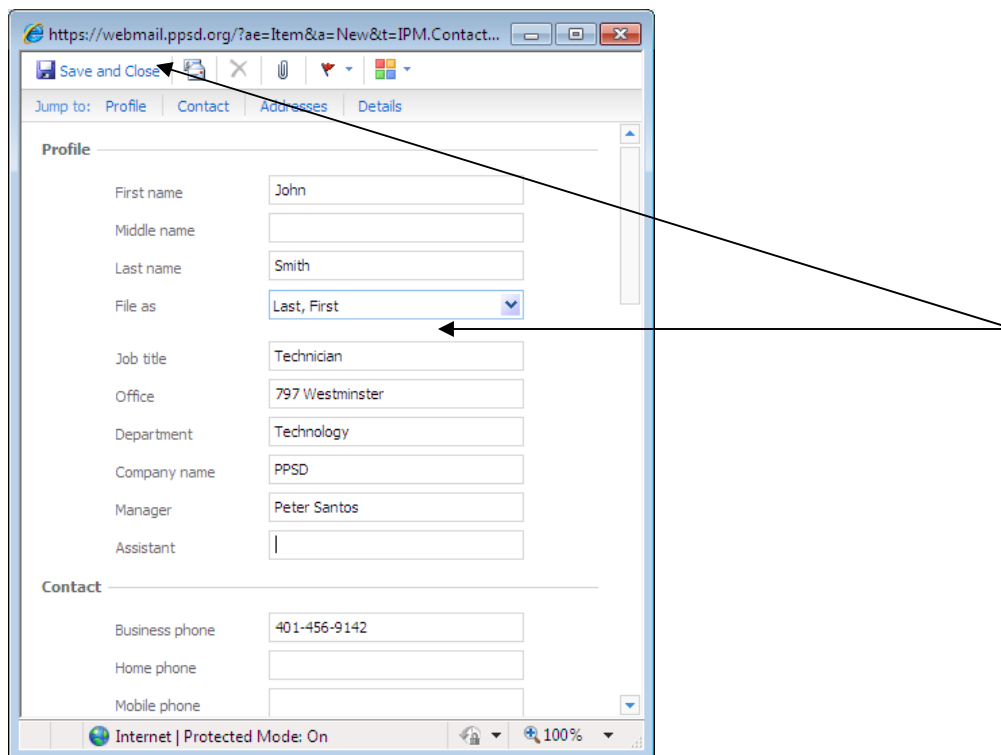 https://webmail.ppsd.org/?ae=Item&a=New&t=IPM.Contact...
Save and Close
Jump to: Profile Contact Addresses Details
Profile
First name John
Middle name
Last name Smith
File as Last, First
Job title Technician
Office 797 Westminster
Department Technology
Company name PPSD
Manager Peter Santos
Assistant
Contact
Business phone 401-456-9142
Home phone
Mobile phone
Internet | Protected Mode: On 100%